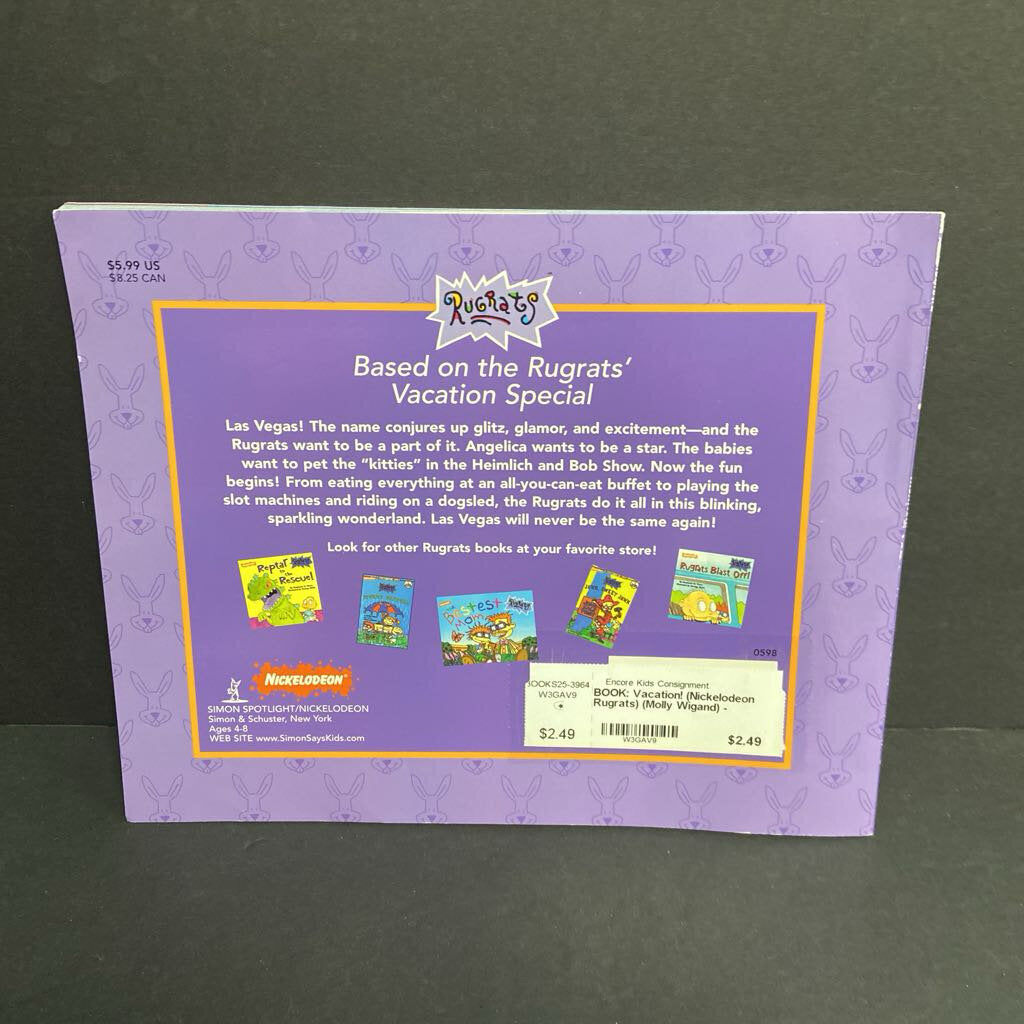 $5.99 US
$8.25 CAN
RUGRATS
Based on the Rugrats'
Vacation Special
Las Vegas! The name conjures up glitz, glamor, and excitement—and the
Rugrats want to be a part of it. Angelica wants to be a star. The babies
want to pet the "kitties" in the Heimlich and Bob Show. Now the fun
begins! From eating everything at an all-you-can-eat buffet to playing the
slot machines and riding on a dogsled, the Rugrats do it all in this blinking,
sparkling wonderland. Las Vegas will never be the same again!
Look for other Rugrats books at your favorite store!
Reptar
to the
Rescue!
The
Bestest
Mom
Rugrats Blast Off!
0598
NICKELODEON
SIMON SPOTLIGHT/NICKELODEON
Simon & Schuster, New York
Ages 4-8
WEB SITE www.SimonSaysKids.com
BOOKS25-3964
W3GAV9
$2.49
Encore Kids Consignment
BOOK: Vacation! (Nickelodeon
Rugrats) (Molly Wigand) -
W3GAV9
$2.49